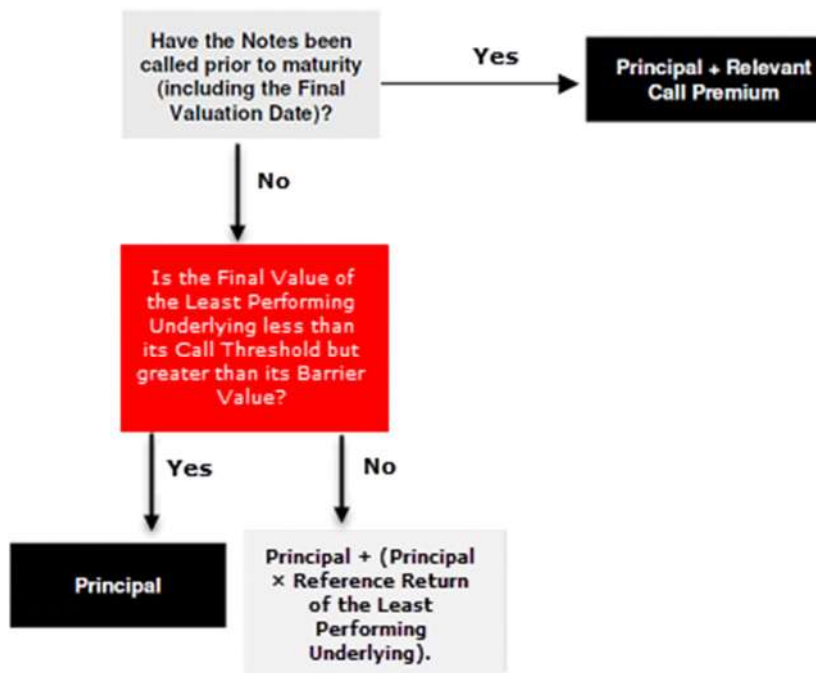 Have the Notes been
called prior to maturity
(including the Final
Valuation Date)?
Yes
Principal + Relevant
Call Premium
No
Is the Final Value of
the Least Performing
Underlying less than
its Call Threshold but
greater than its Barrier
Value?
Yes
No
Principal
Principal + (Principal
× Reference Return
of the Least
Performing
Underlying).